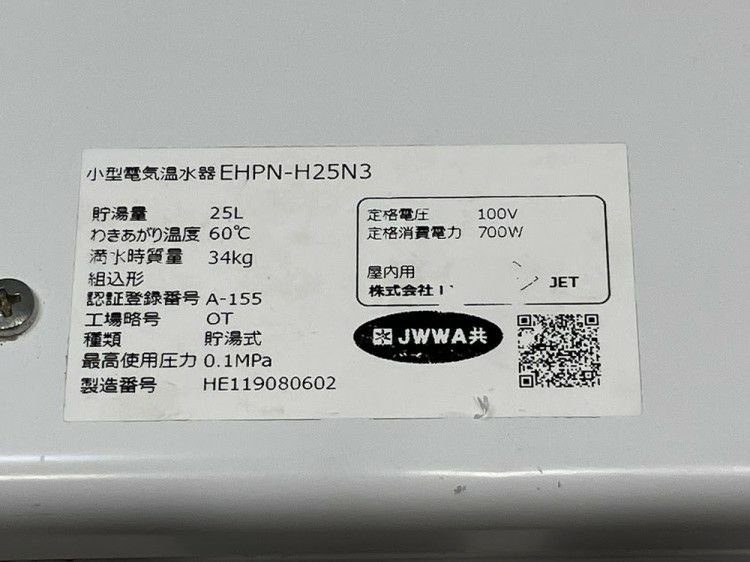 小型電気温水器 EHPN-H25N3
貯湯量 25L
わきあがり温度 60℃
満水時質量 34kg
組込形
認証登録番号 A-155
工場略号 OT
種類 貯湯式
最高使用圧力 0.1MPa
製造番号 HE119080602
定格電圧 100V
定格消費電力 700W
屋内用
株式会社
JET
JWWA共